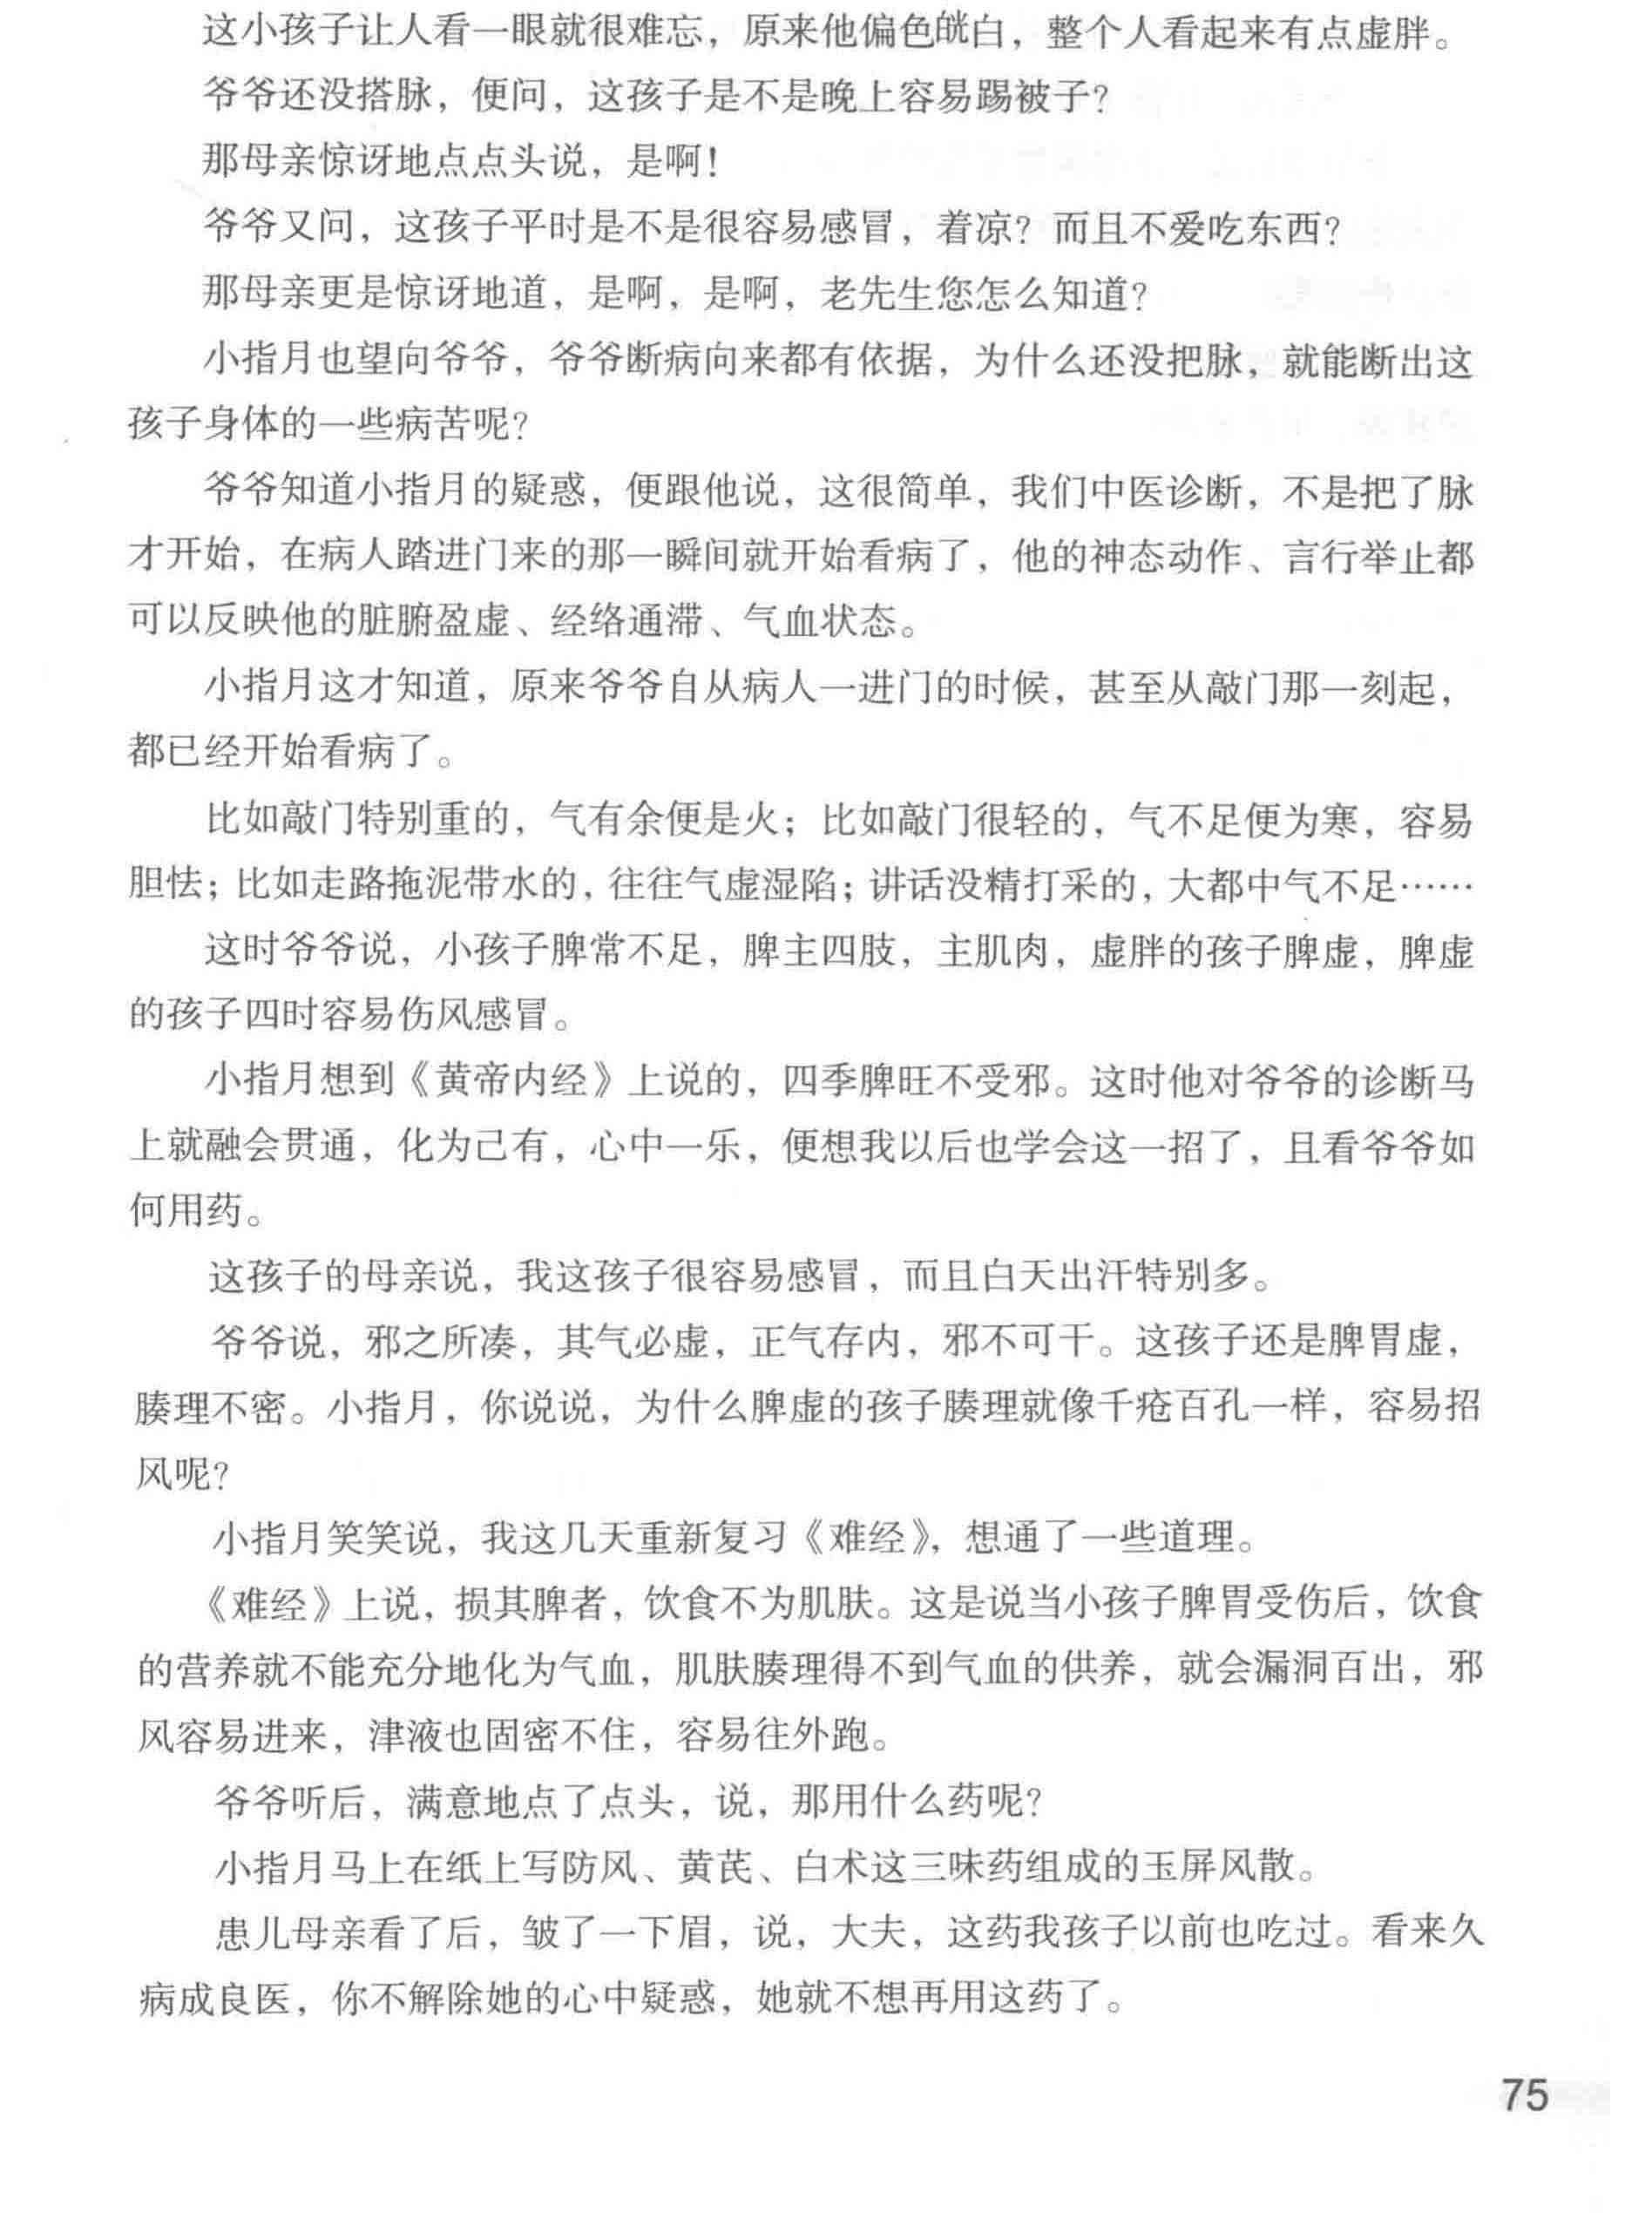 这小孩子让人看一眼就很难忘，原来他偏色㿠白，整个人看起来有点虚胖。
爷爷还没搭脉，便问，这孩子是不是晚上容易踢被子？
那母亲惊讶地点点头说，是啊！
爷爷又问，这孩子平时是不是很容易感冒，着凉？而且不爱吃东西？
那母亲更是惊讶地道，是啊，是啊，老先生您怎么知道？
小指月也望向爷爷，爷爷断病向来都有依据，为什么还没把脉，就能断出这
孩子身体的一些病苦呢？
爷爷知道小指月的疑惑，便跟他说，这很简单，我们中医诊断，不是把了脉
才开始，在病人踏进门来的那一瞬间就开始看病了，他的神态动作、言行举止都
可以反映他的脏腑盈虚、经络通滞、气血状态。
小指月这才知道，原来爷爷自从病人一进门的时候，甚至从敲门那一刻起，
都已经开始看病了。
比如敲门特别重的，气有余便是火；比如敲门很轻的，气不足便为寒，容易
胆怯；比如走路拖泥带水的，往往气虚湿陷；讲话没精打采的，大都中气不足……
这时爷爷说，小孩子脾常不足，脾主四肢，主肌肉，虚胖的孩子脾虚，脾虚
的孩子四时容易伤风感冒。
小指月想到《黄帝内经》上说的，四季脾旺不受邪。这时他对爷爷的诊断马
上就融会贯通，化为己有，心中一乐，便想我以后也学会这一招了，且看爷爷如
何用药。
这孩子的母亲说，我这孩子很容易感冒，而且白天出汗特别多。
爷爷说，邪之所凑，其气必虚，正气存内，邪不可干。这孩子还是脾胃虚，
腠理不密。小指月，你说说，为什么脾虚的孩子腠理就像千疮百孔一样，容易招
风呢？
小指月笑笑说，我这几天重新复习《难经》，想通了一些道理。
《难经》上说，损其脾者，饮食不为肌肤。这是说当小孩子脾胃受伤后，饮食
的营养就不能充分地化为气血，肌肤腠理得不到气血的供养，就会漏洞百出，邪
风容易进来，津液也固密不住，容易往外跑。
爷爷听后，满意地点了点头，说，那用什么药呢？
小指月马上在纸上写防风、黄芪、白术这三味药组成的玉屏风散。
患儿母亲看了后，皱了一下眉，说，大夫，这药我孩子以前也吃过。看来久
病成良医，你不解除她的心中疑惑，她就不想再用这药了。
75